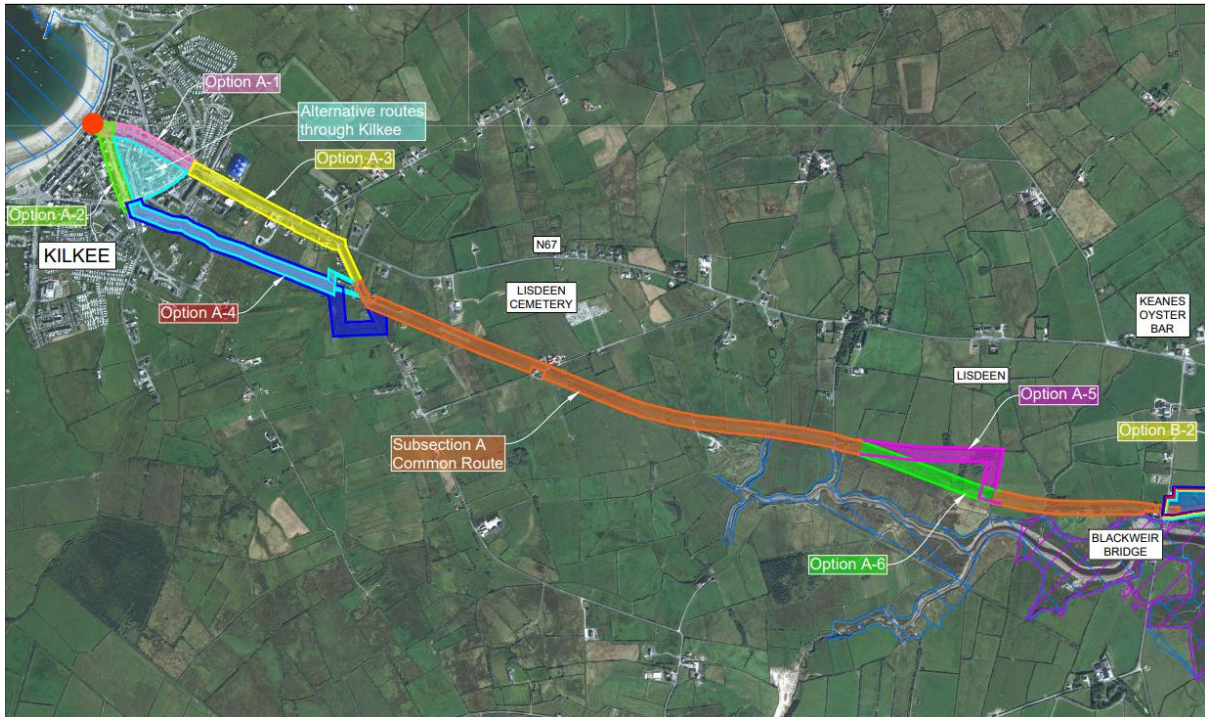 Option A-1
Alternative routes
through Kilkee
Option A-3
Option A-2
KILKEE
N67
LISDEEN
CEMETERY
KEANES
OYSTER
BAR
Option A-4
LISDEEN
Option A-5
Subsection A
Common Route
Option B-2
BLACKWEIR
BRIDGE
Option A-6